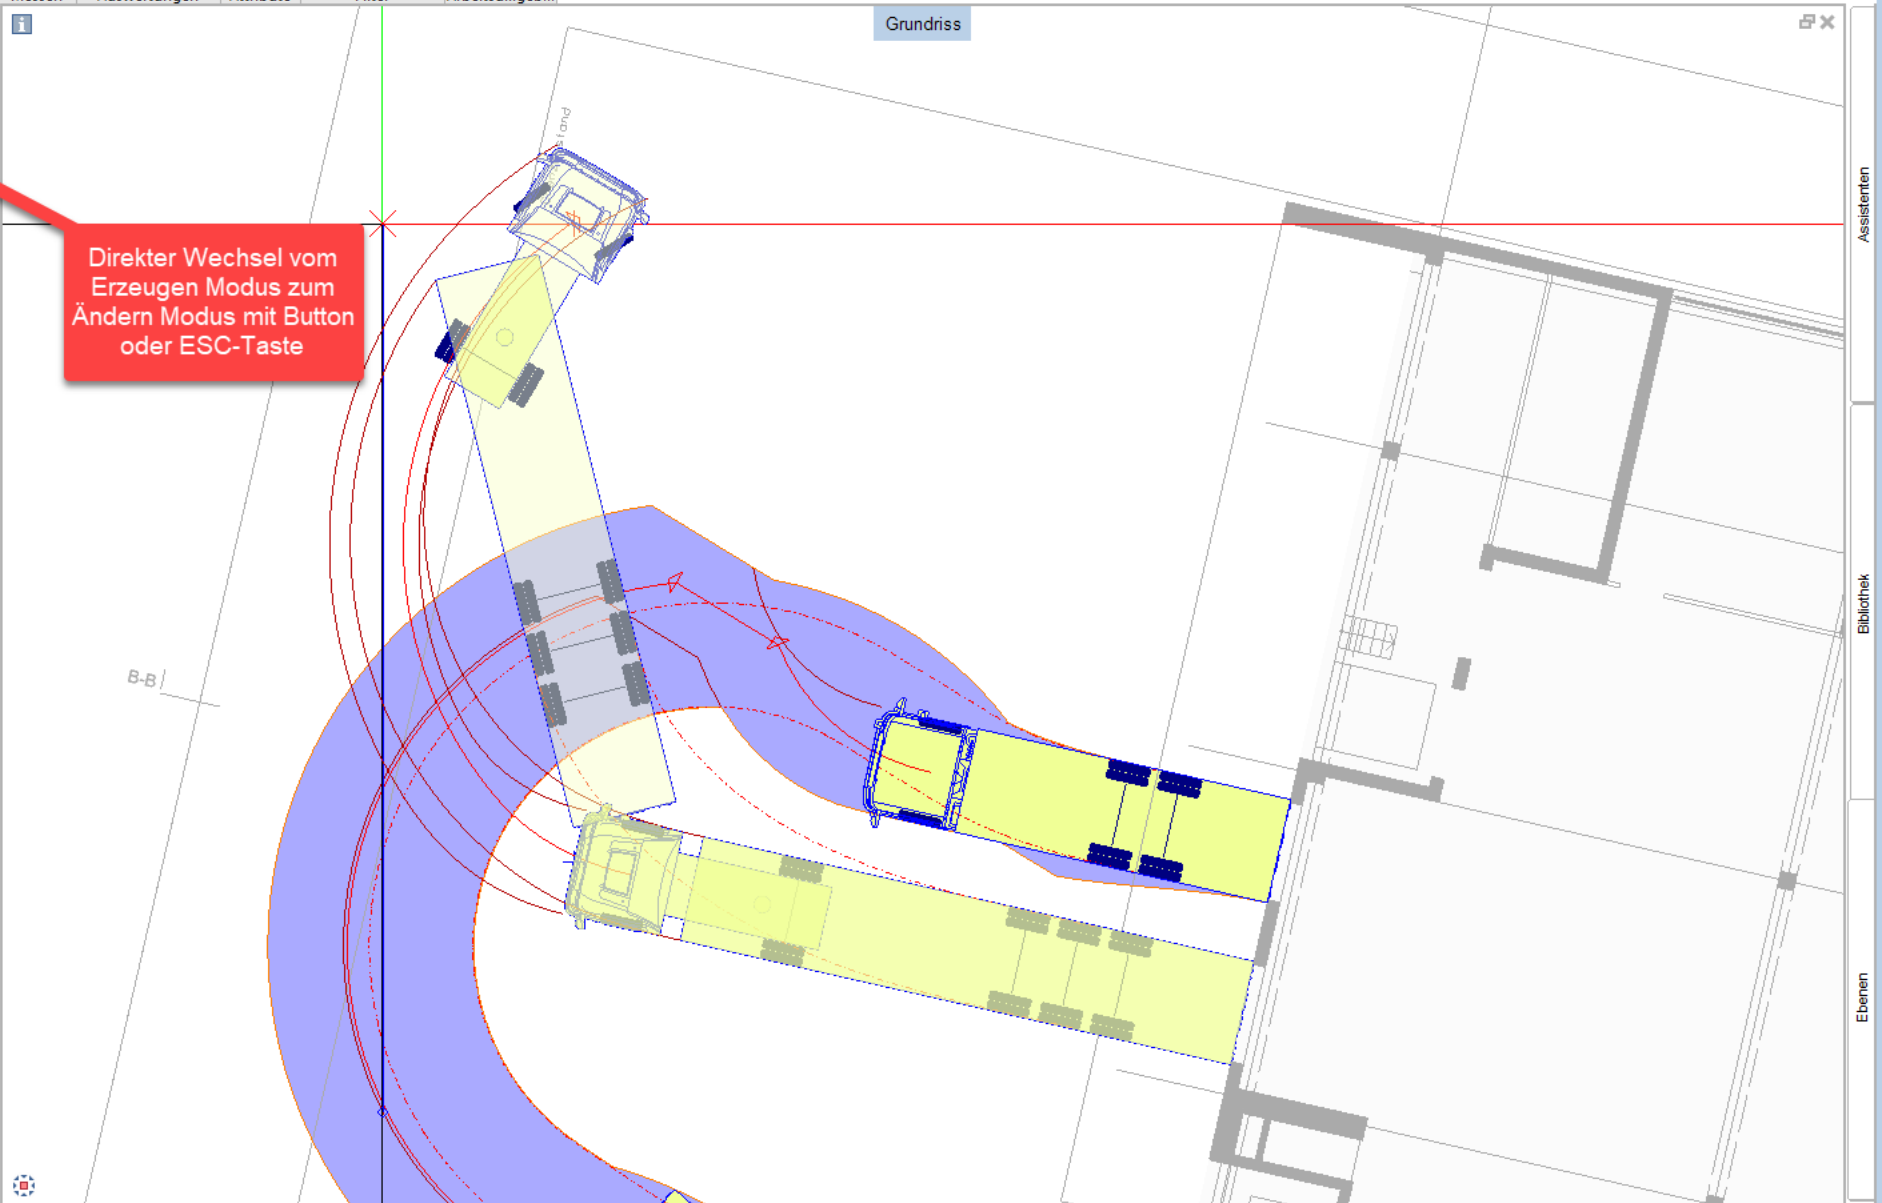 Grundriss
Direkter Wechsel vom
Erzeugen Modus zum
Ändern Modus mit Button
oder ESC-Taste
B-B
Assistenten
Bibliothek
Ebenen